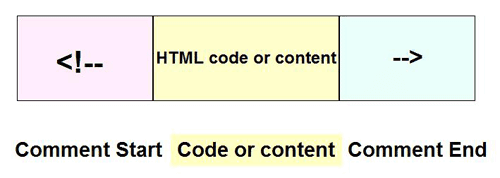 <!-- HTML code or content -->
Comment Start Code or content Comment End